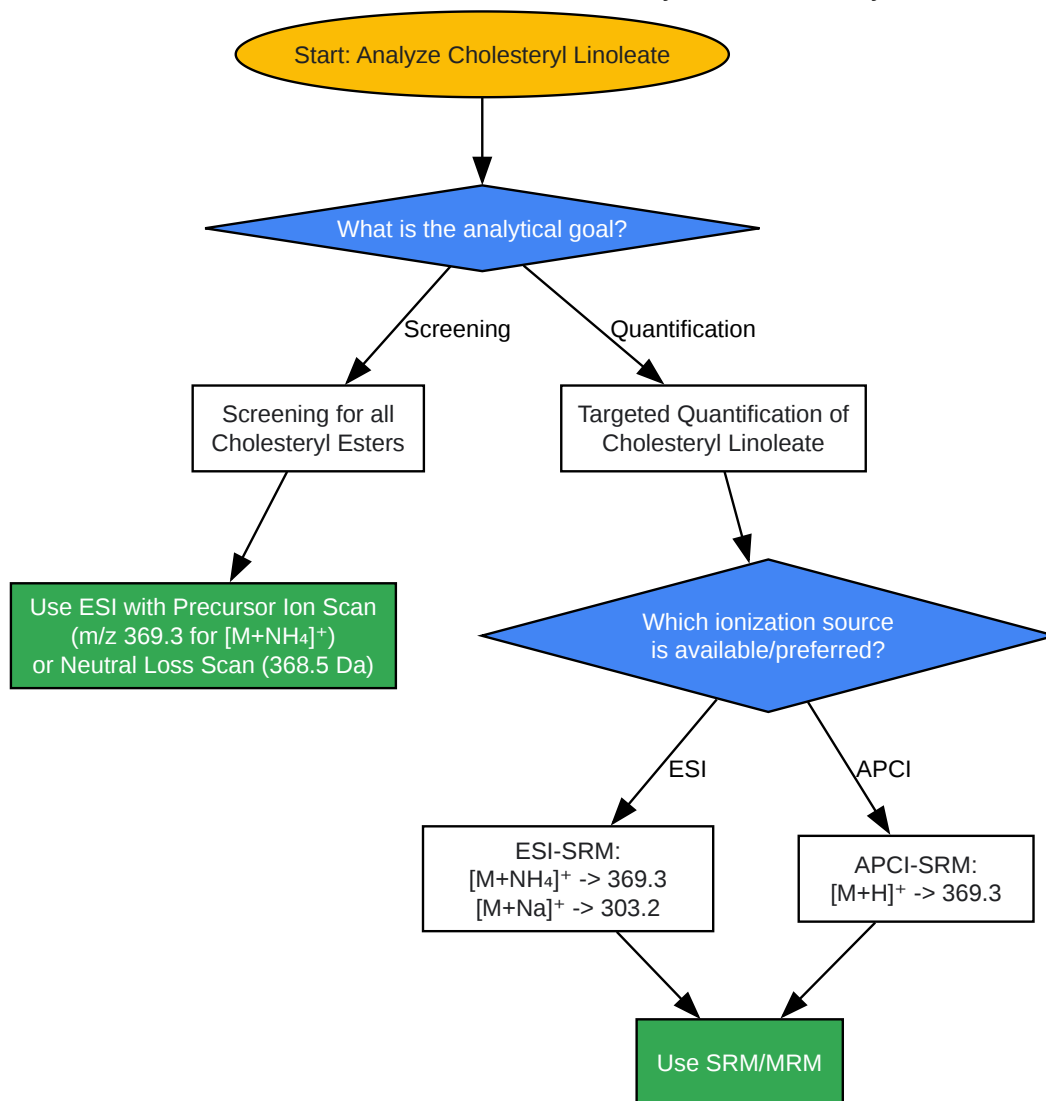 Start: Analyze Cholesteryl Linoleate
What is the analytical goal?
Screening
Quantification
Screening for all
Cholesteryl Esters
Targeted Quantification of
Cholesteryl Linoleate
Use ESI with Precursor Ion Scan
(m/z 369.3 for [M+NH₄]⁺)
or Neutral Loss Scan (368.5 Da)
Which ionization source
is available/preferred?
ESI
APCI
ESI-SRM:
[M+NH₄]⁺ -> 369.3
[M+Na]⁺ -> 303.2
APCI-SRM:
[M+H]⁺ -> 369.3
Use SRM/MRM